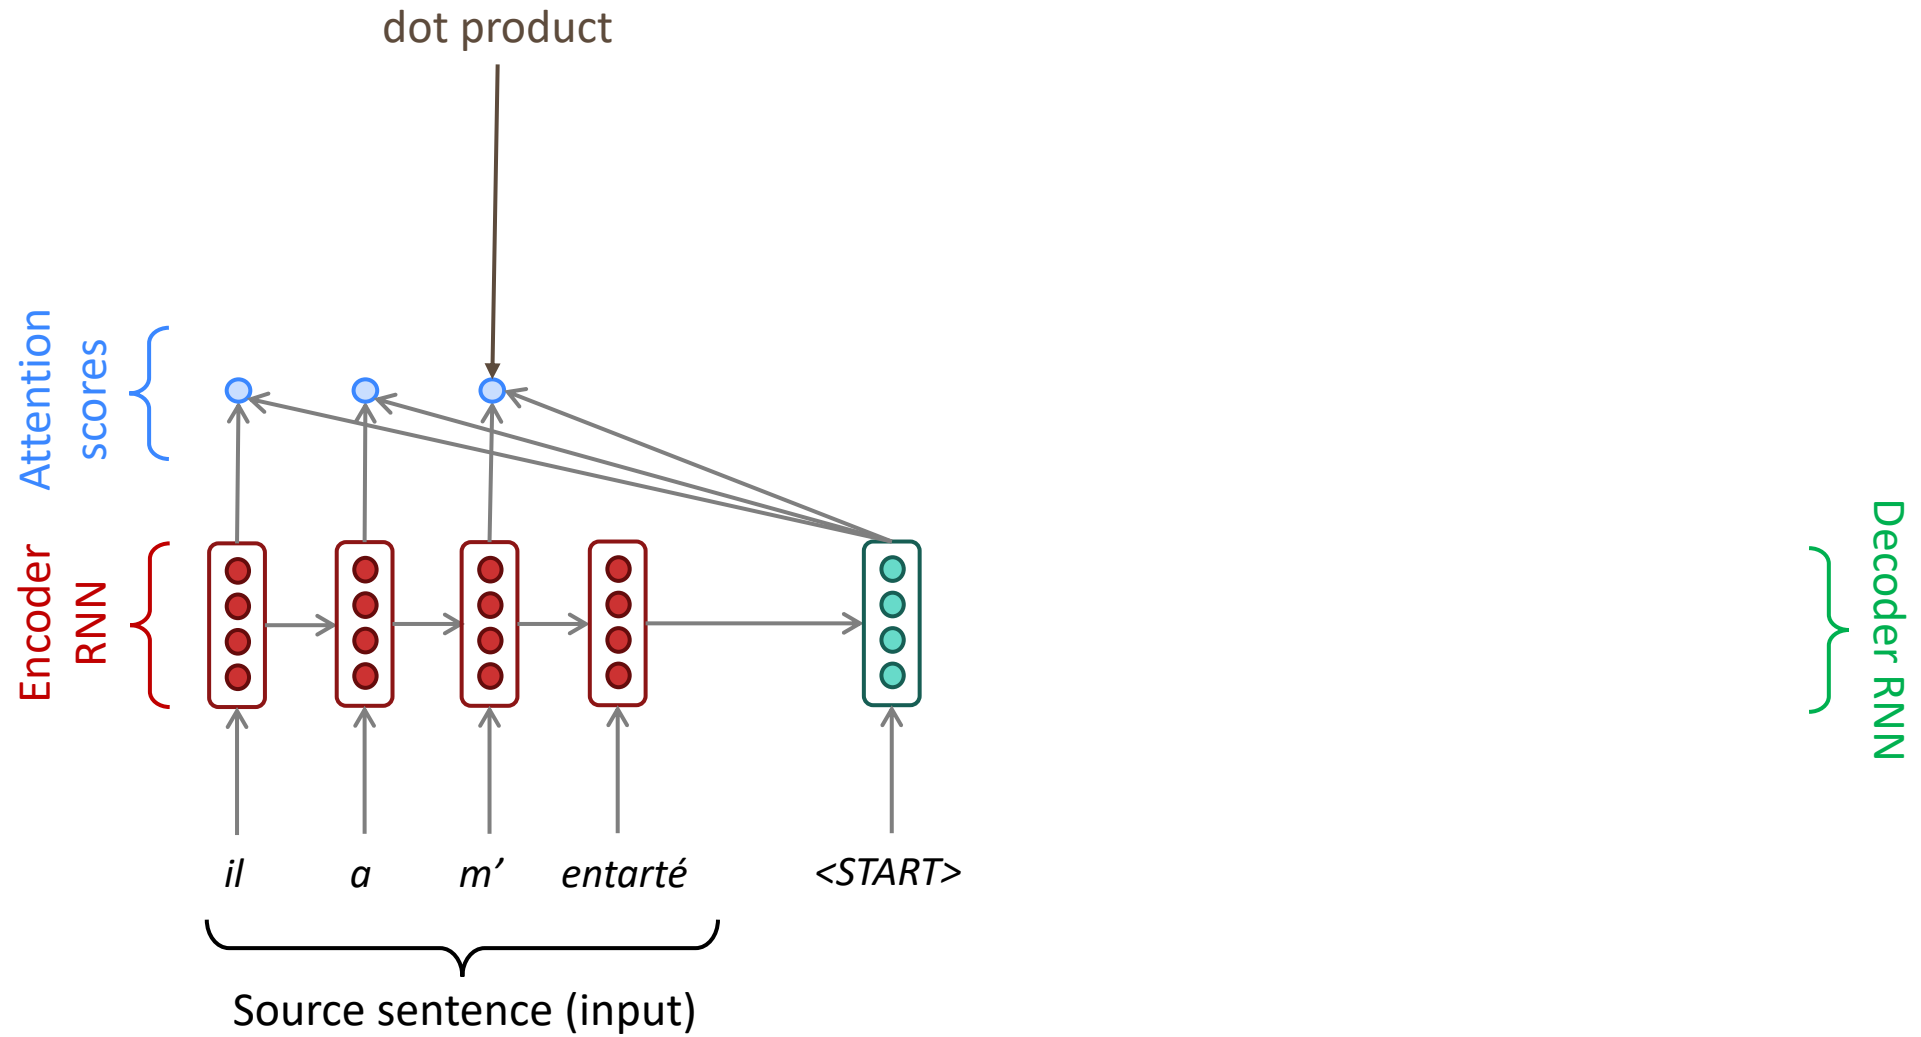 dot product
Attention
scores
Encoder
RNN
Decoder RNN
il a m’ entarté <START>
Source sentence (input)